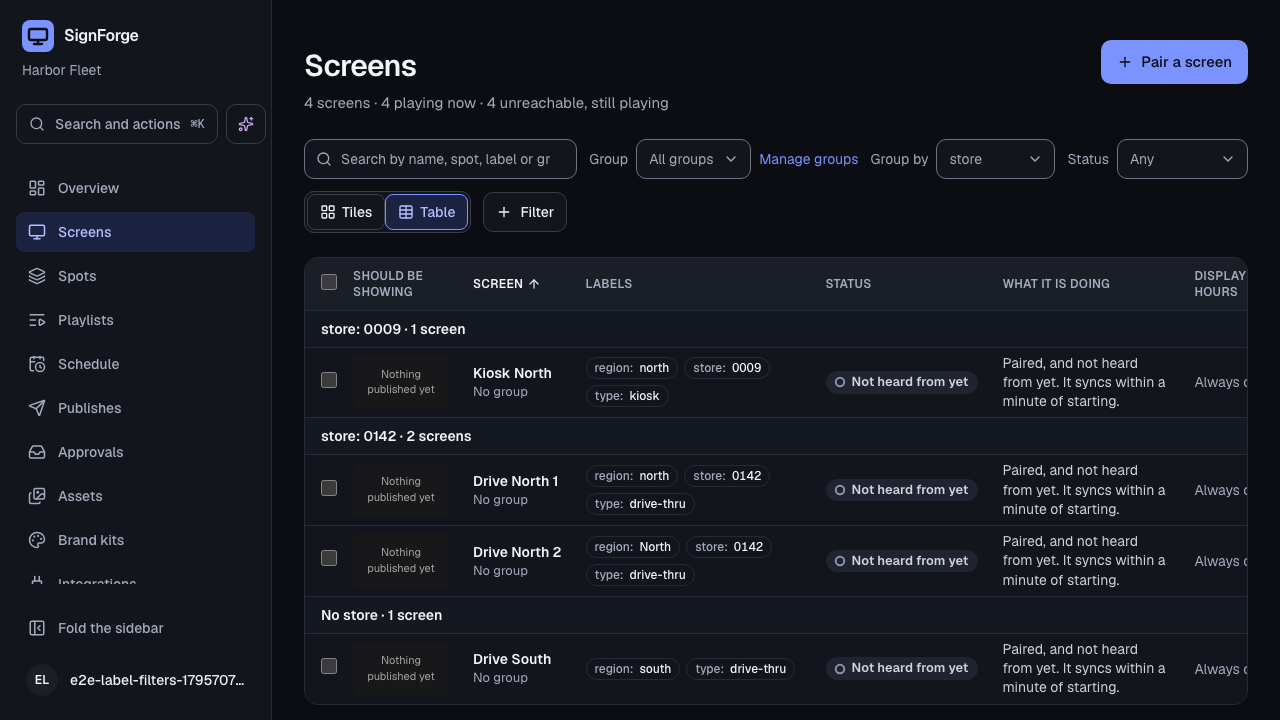 SignForge
Harbor Fleet
Search and actions ⌘K
Overview
Screens
Spots
Playlists
Schedule
Publishes
Approvals
Assets
Brand kits
Integrations
Fold the sidebar
EL e2e-label-filters-1795707…
Screens
4 screens · 4 playing now · 4 unreachable, still playing
Pair a screen
Search by name, spot, label or gr
Group All groups Manage groups Group by store Status Any
Tiles Table Filter
SHOULD BE SHOWING SCREEN LABELS STATUS WHAT IT IS DOING DISPLAY HOURS
store: 0009 · 1 screen
Nothing published yet
Kiosk North
No group
region: north store: 0009
type: kiosk
Not heard from yet
Paired, and not heard
from yet. It syncs within a
minute of starting.
Always
store: 0142 · 2 screens
Nothing published yet
Drive North 1
No group
region: north store: 0142
type: drive-thru
Not heard from yet
Paired, and not heard
from yet. It syncs within a
minute of starting.
Always
Nothing published yet
Drive North 2
No group
region: North store: 0142
type: drive-thru
Not heard from yet
Paired, and not heard
from yet. It syncs within a
minute of starting.
Always
No store · 1 screen
Nothing published yet
Drive South
No group
region: south type: drive-thru
Not heard from yet
Paired, and not heard
from yet. It syncs within a
minute of starting.
Always